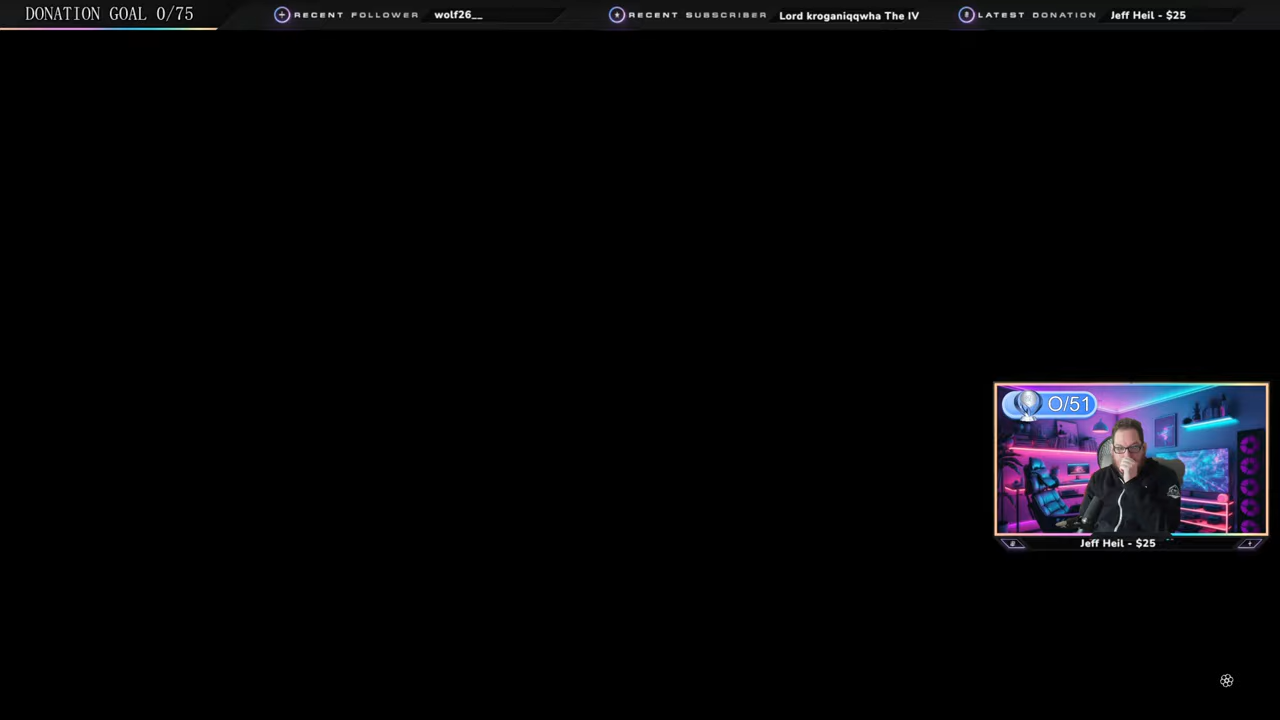 DONATION GOAL 0/75
RECENT FOLLOWER wolf26__
RECENT SUBSCRIBER Lord kroganiqqwha The IV
LATEST DONATION Jeff Heil - $25
0/51
Jeff Heil - $25